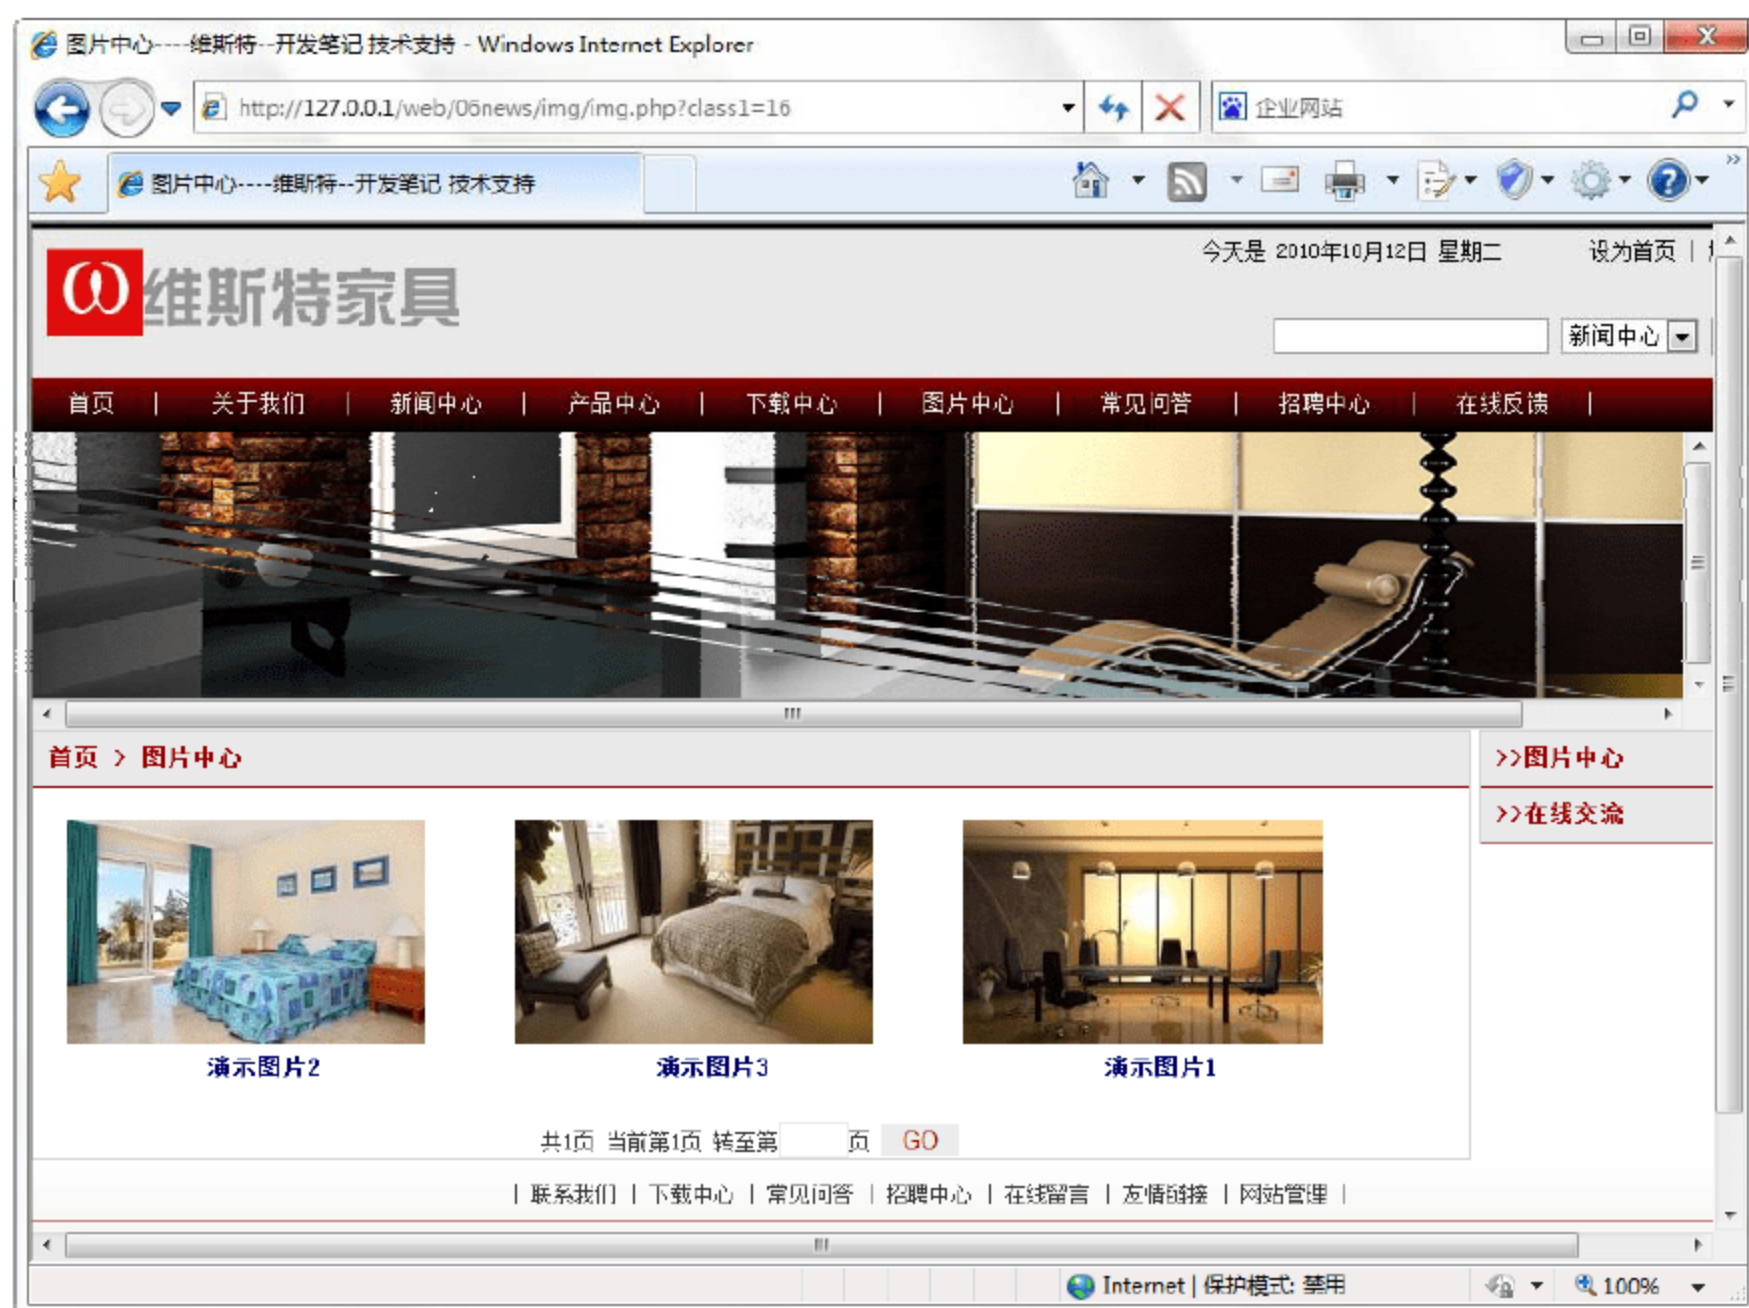 图片中心----维斯特--开发笔记 技术支持 - Windows Internet Explorer
http://127.0.0.1/web/06news/img/img.php?class1=16
企业网站
图片中心----维斯特--开发笔记 技术支持
今天是 2010年10月12日 星期二 设为首页 |
ω维斯特家具
新闻中心
首页 | 关于我们 | 新闻中心 | 产品中心 | 下载中心 | 图片中心 | 常见问答 | 招聘中心 | 在线反馈 |
首页 > 图片中心
>>图片中心
>>在线交流
演示图片2 演示图片3 演示图片1
共1页 当前第1页 转至第 页 GO
| 联系我们 | 下载中心 | 常见问答 | 招聘中心 | 在线留言 | 友情链接 | 网站管理 |
Internet | 保护模式: 禁用 100%